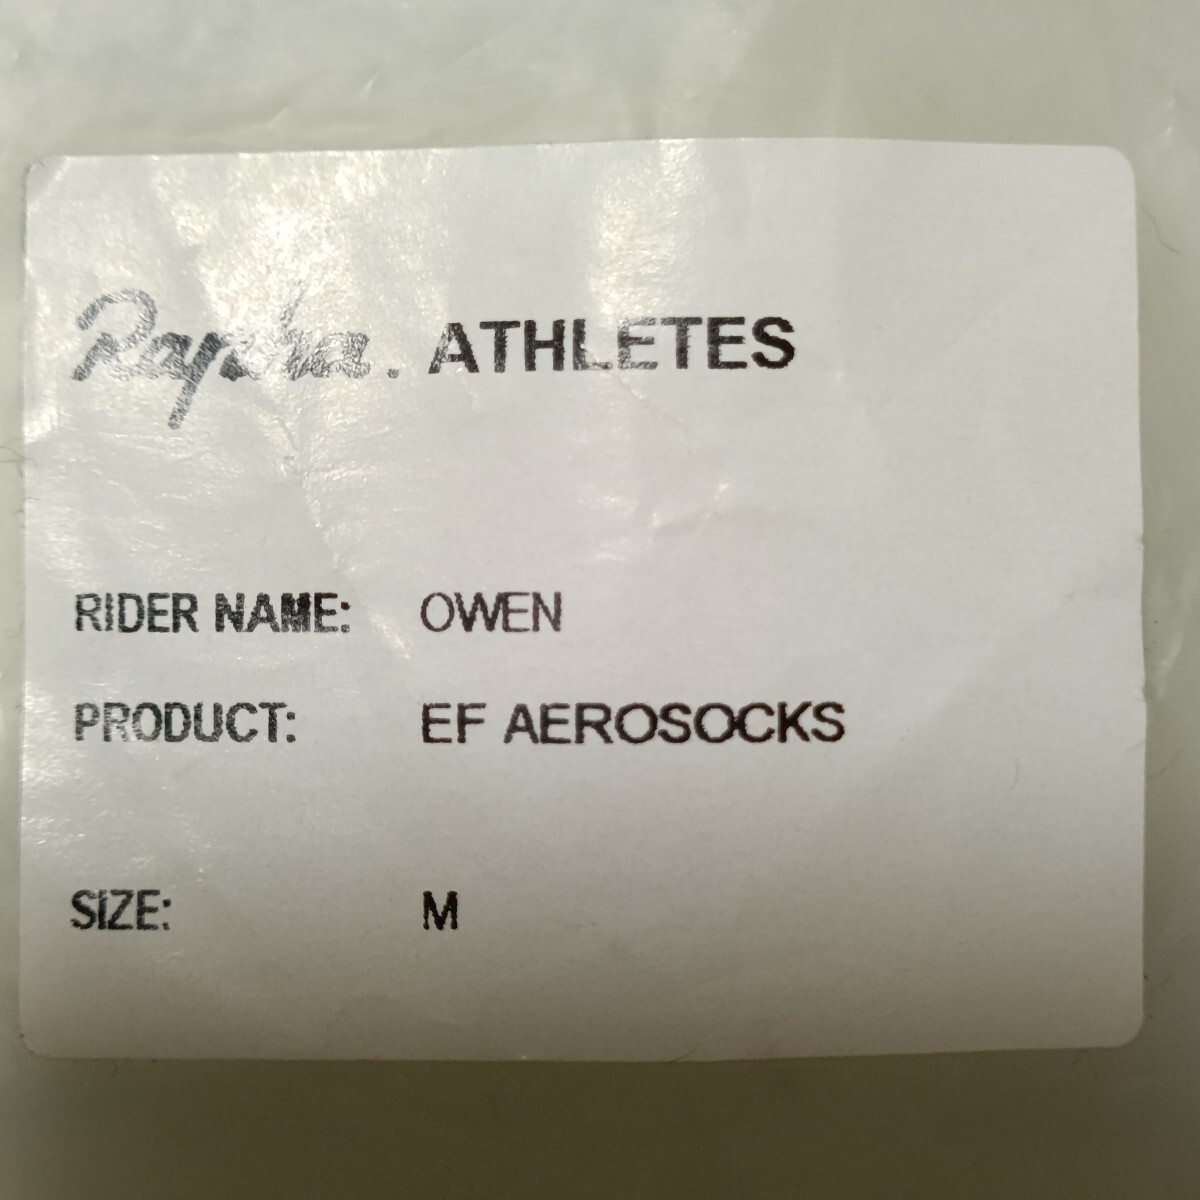 Rapha. ATHLETES
RIDER NAME: OWEN
PRODUCT: EF AEROSOCKS
SIZE: M